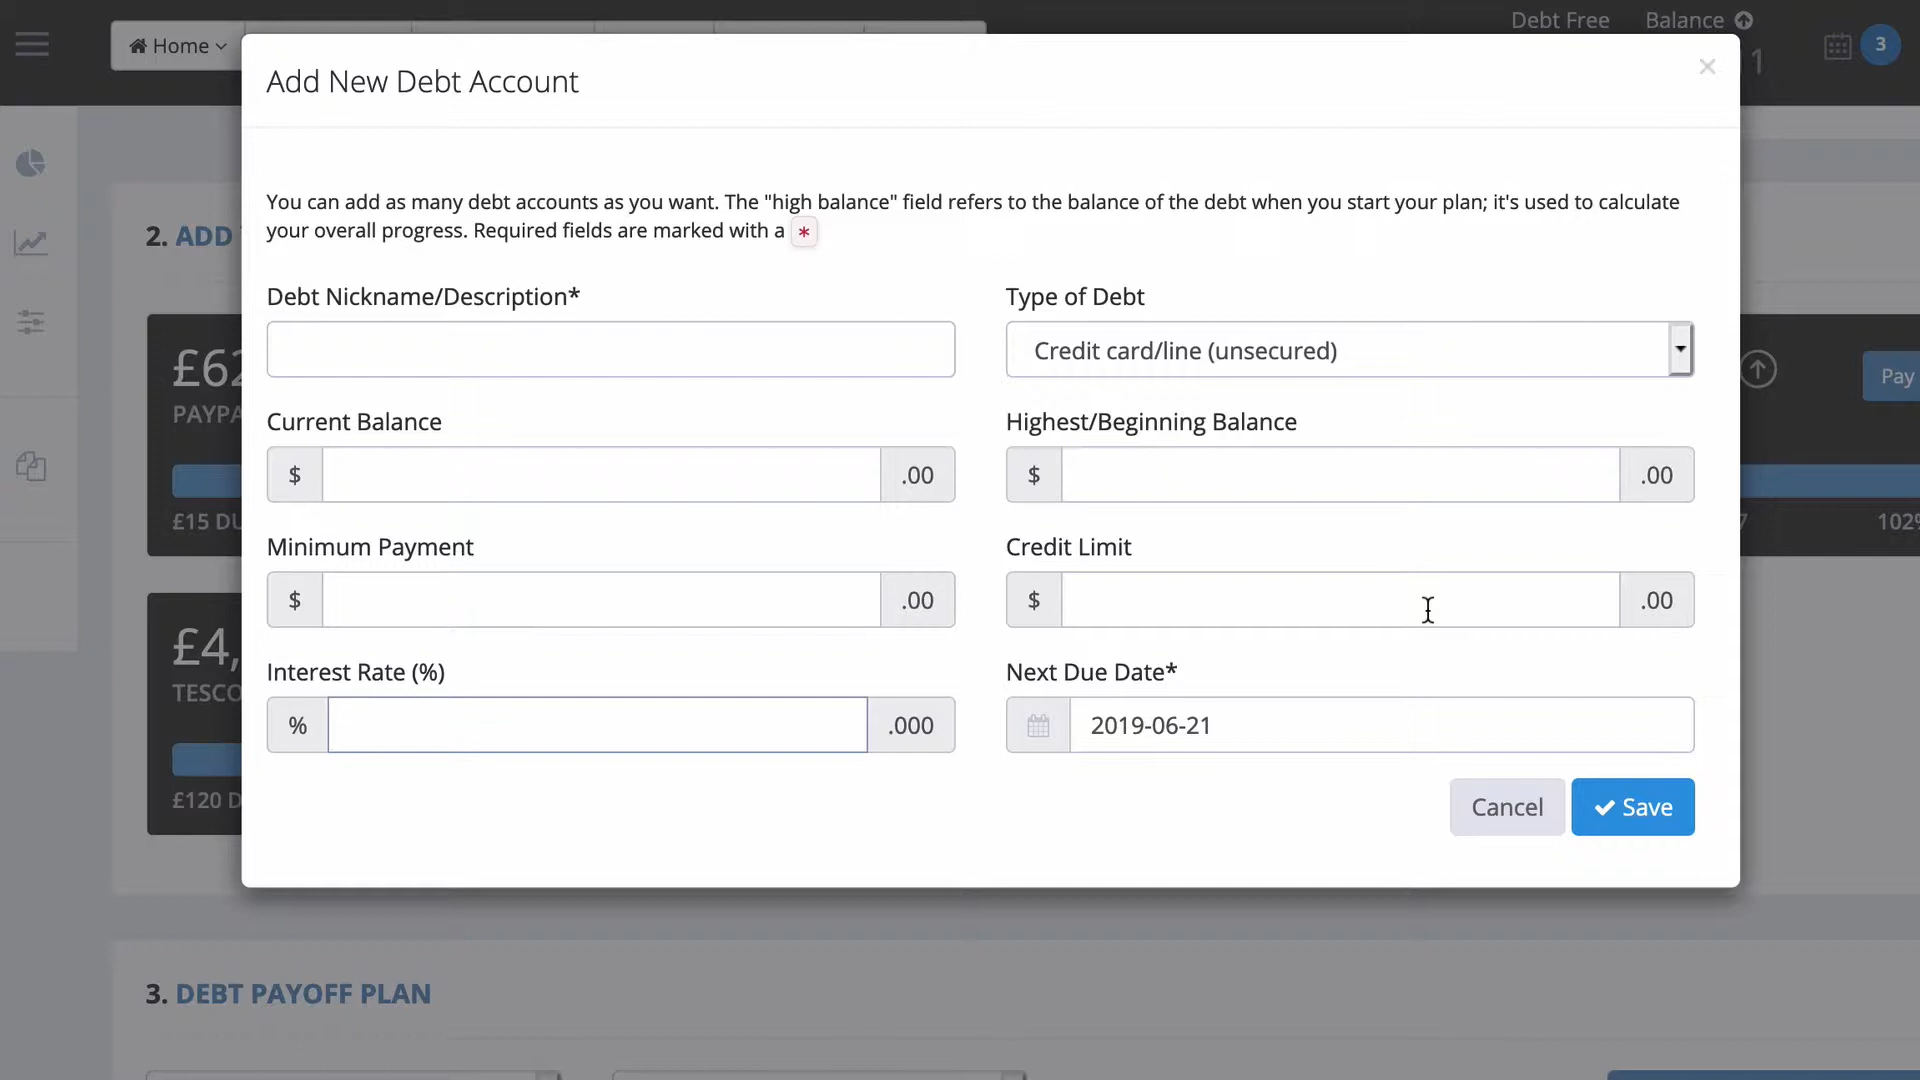 Debt Free Balance
Home
1
3
Add New Debt Account
×
You can add as many debt accounts as you want. The "high balance" field refers to the balance of the debt when you start your plan; it's used to calculate
your overall progress. Required fields are marked with a *
2. ADD
Debt Nickname/Description*
Type of Debt
Credit card/line (unsecured)
£62
PAYPA
Pay
Current Balance
Highest/Beginning Balance
$ .00
$ .00
£15 DU
102%
Minimum Payment
Credit Limit
$ .00
$ .00
£4,
TESCO
Interest Rate (%)
Next Due Date*
% .000
2019-06-21
£120 D
Cancel
Save
3. DEBT PAYOFF PLAN